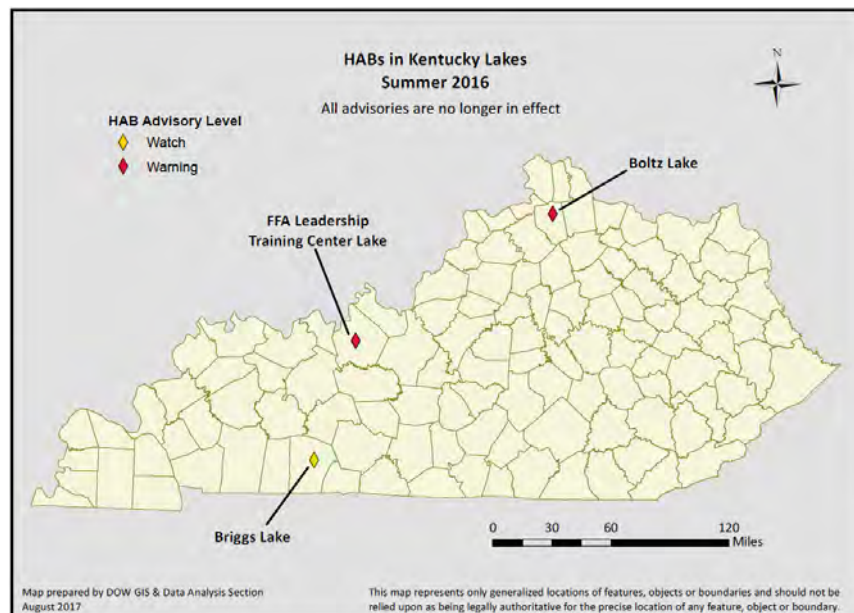 HABs in Kentucky Lakes
Summer 2016
All advisories are no longer in effect
N
HAB Advisory Level
Watch
Warning
Boltz Lake
FFA Leadership
Training Center Lake
Briggs Lake
0 30 60 120
Miles
Map prepared by DOW GIS & Data Analysis Section
August 2017
This map represents only generalized locations of features, objects or boundaries and should not be
relied upon as being legally authoritative for the precise location of any feature, object or boundary.